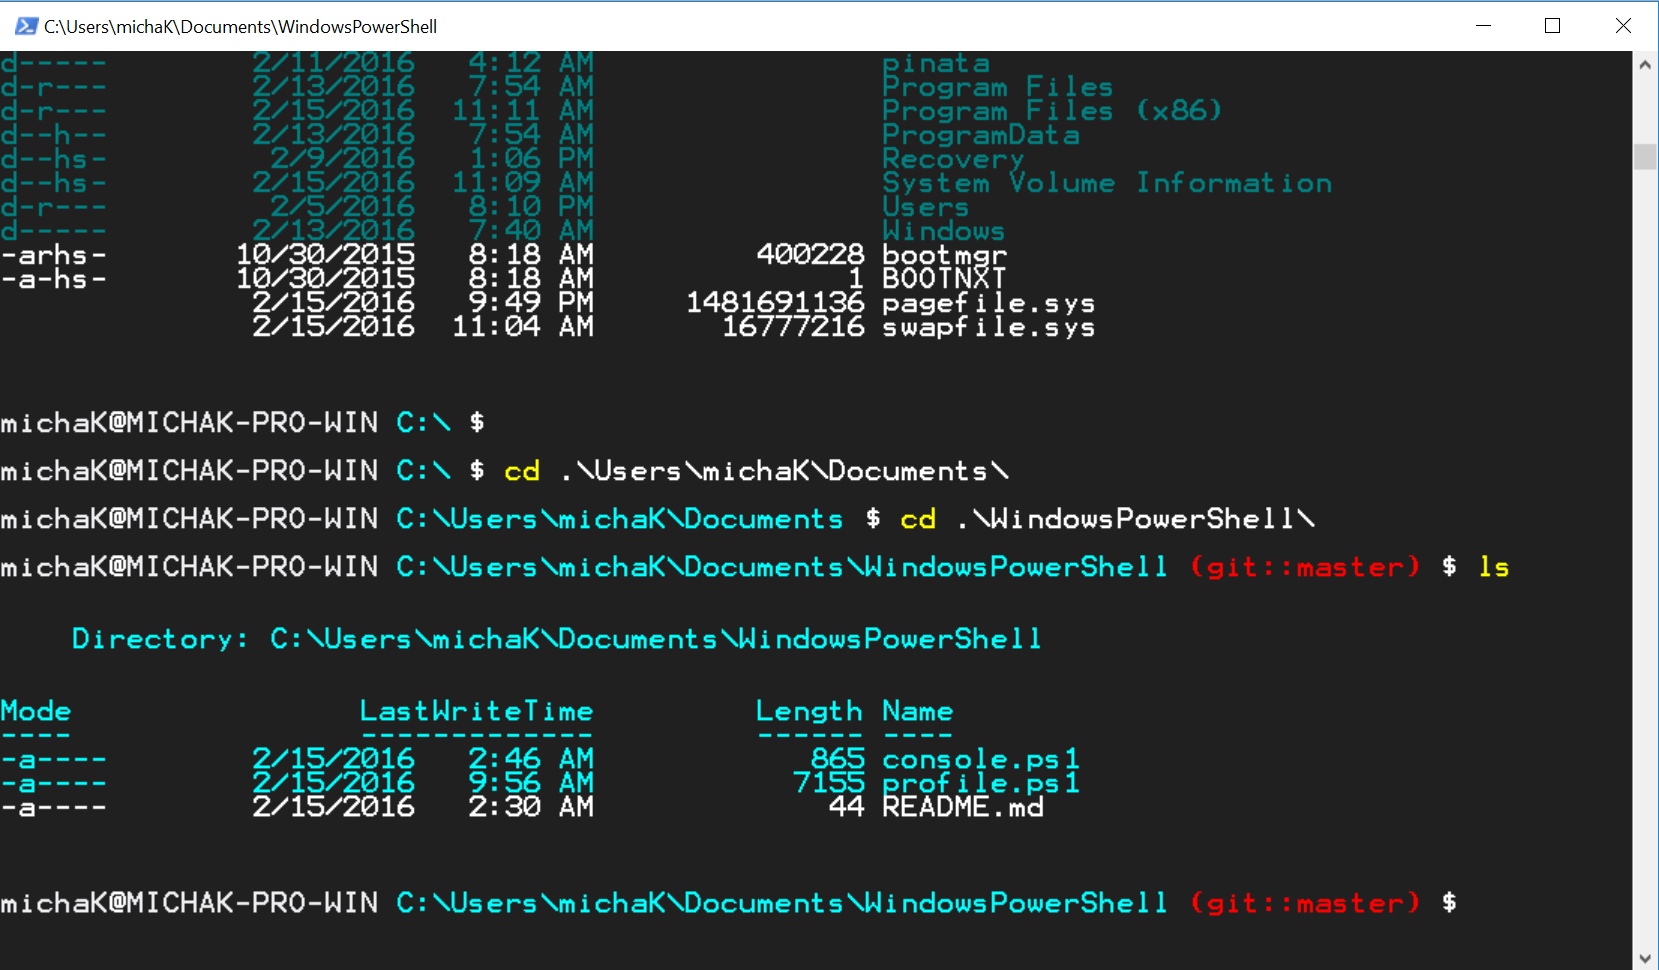 C:\Users\michaK\Documents\WindowsPowerShell
d----- 2/11/2016 4:12 AM pinata
d-r--- 2/13/2016 7:54 AM Program Files
d-r--- 2/15/2016 11:11 AM Program Files (x86)
d--h-- 2/13/2016 7:54 AM ProgramData
d--hs- 2/9/2016 1:06 PM Recovery
d--hs- 2/15/2016 11:09 AM System Volume Information
d-r--- 2/5/2016 8:10 PM Users
d----- 2/13/2016 7:40 AM Windows
-arhs- 10/30/2015 8:18 AM 400228 bootmgr
-a-hs- 10/30/2015 8:18 AM 1 BOOTNXT
2/15/2016 9:49 PM 1481691136 pagefile.sys
2/15/2016 11:04 AM 16777216 swapfile.sys
michaK@MICHAK-PRO-WIN C:\ $
michaK@MICHAK-PRO-WIN C:\ $ cd .\Users\michaK\Documents\
michaK@MICHAK-PRO-WIN C:\Users\michaK\Documents $ cd .\WindowsPowerShell\
michaK@MICHAK-PRO-WIN C:\Users\michaK\Documents\WindowsPowerShell (git::master) $ ls
Directory: C:\Users\michaK\Documents\WindowsPowerShell
Mode LastWriteTime Length Name
---- ------------- ------ ----
-a---- 2/15/2016 2:46 AM 865 console.ps1
-a---- 2/15/2016 9:56 AM 7155 profile.ps1
-a---- 2/15/2016 2:30 AM 44 README.md
michaK@MICHAK-PRO-WIN C:\Users\michaK\Documents\WindowsPowerShell (git::master) $